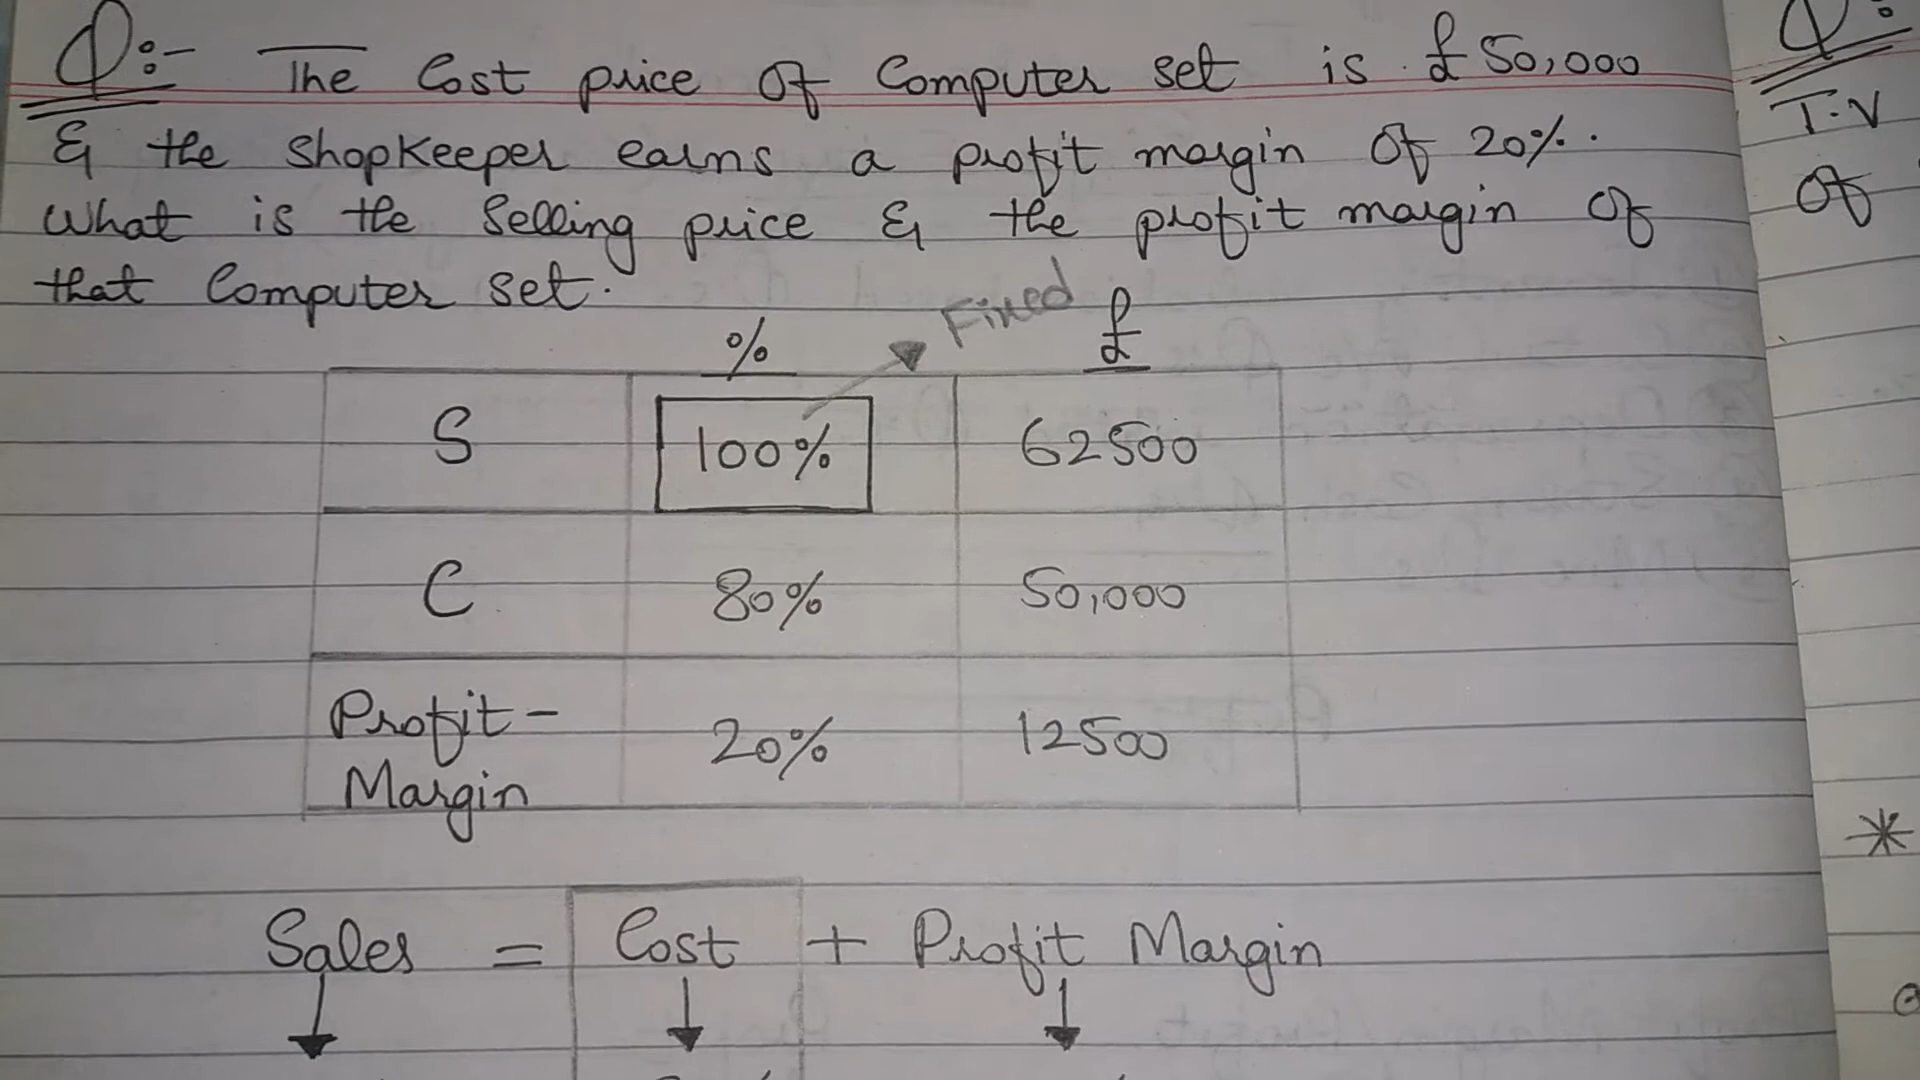 Q:- The Cost price of Computer set is £50,000
& the shopkeeper earns a profit margin of 20%.
What is the Selling price & the profit margin of
that Computer set.
Fixed
% £
S 100% 62500
C 80% 50,000
Profit- 20% 12500
Margin
Sales = Cost + Profit Margin
Q:
T.V
of
*